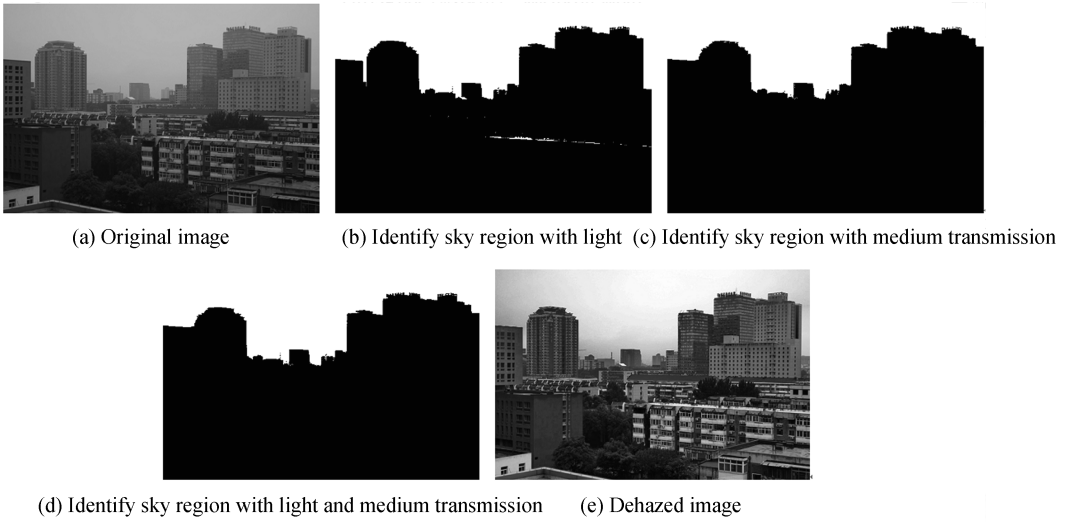 (a) Original image
(b) Identify sky region with light
(c) Identify sky region with medium transmission
(d) Identify sky region with light and medium transmission
(e) Dehazed image